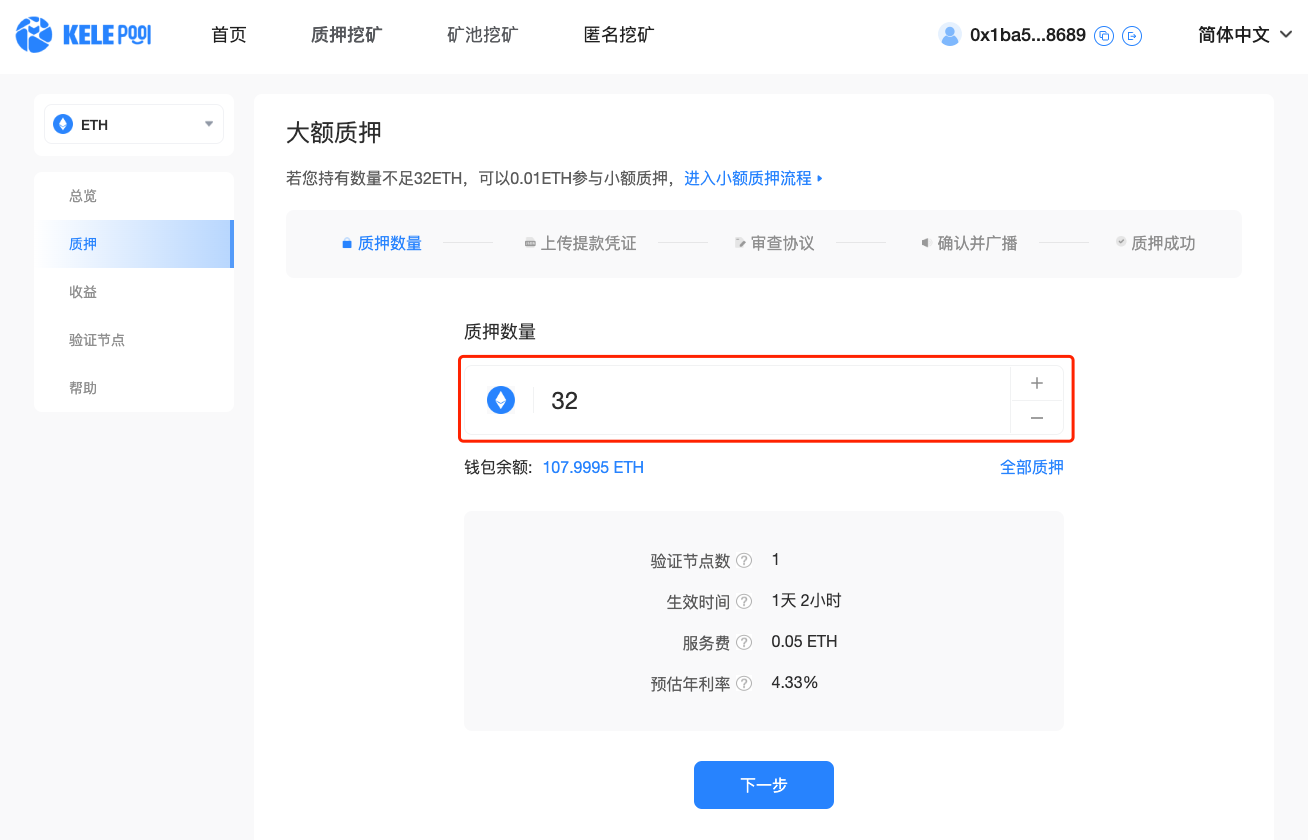 KELE POOL 首页 质押挖矿 矿池挖矿 匿名挖矿 0x1ba5...8689 简体中文
ETH
总览
质押
收益
验证节点
帮助
大额质押
若您持有数量不足32ETH，可以0.01ETH参与小额质押，进入小额质押流程
质押数量 上传提款凭证 审查协议 确认并广播 质押成功
质押数量
32
+
−
钱包余额: 107.9995 ETH 全部质押
验证节点数 ? 1
生效时间 ? 1天 2小时
服务费 ? 0.05 ETH
预估年利率 ? 4.33%
下一步